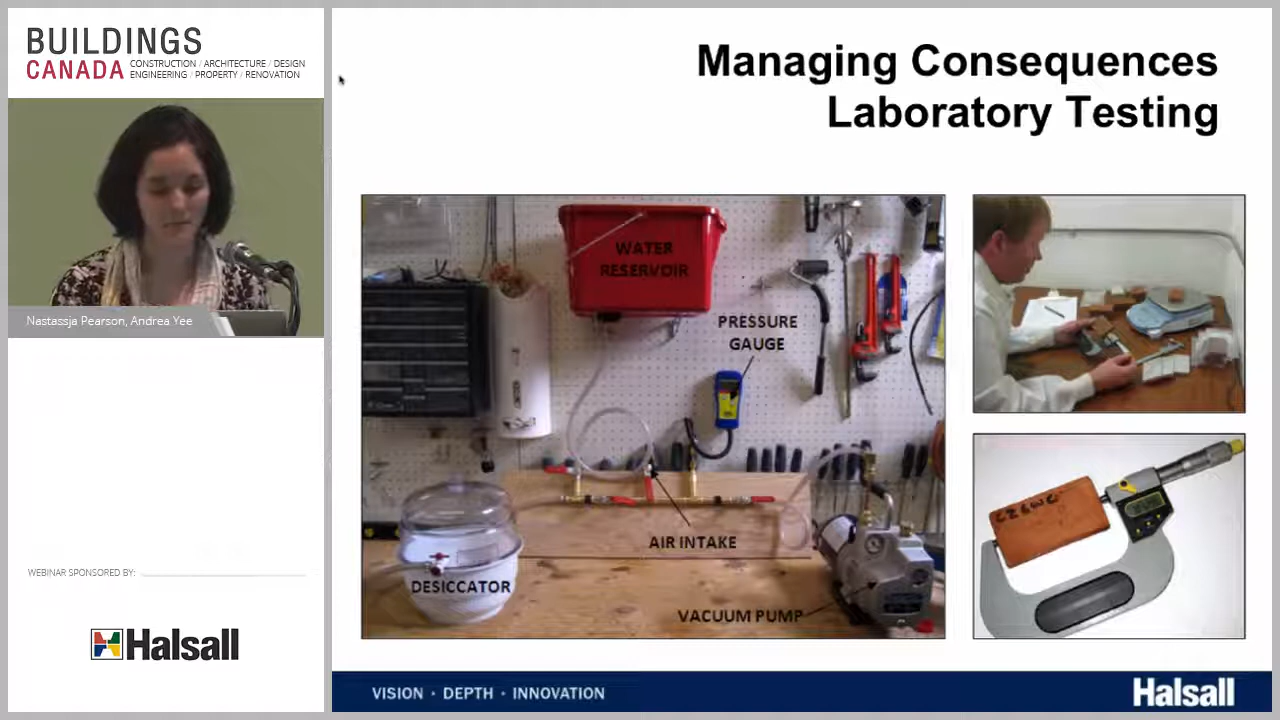 BUILDINGS
CANADA
CONSTRUCTION / ARCHITECTURE / DESIGN
ENGINEERING / PROPERTY / RENOVATION
Nastassja Pearson, Andrea Yee
WEBINAR SPONSORED BY:
Halsall
Managing Consequences
Laboratory Testing
WATER
RESERVOIR
PRESSURE
GAUGE
AIR INTAKE
DESICCATOR
VACUUM PUMP
VISION · DEPTH · INNOVATION
Halsall